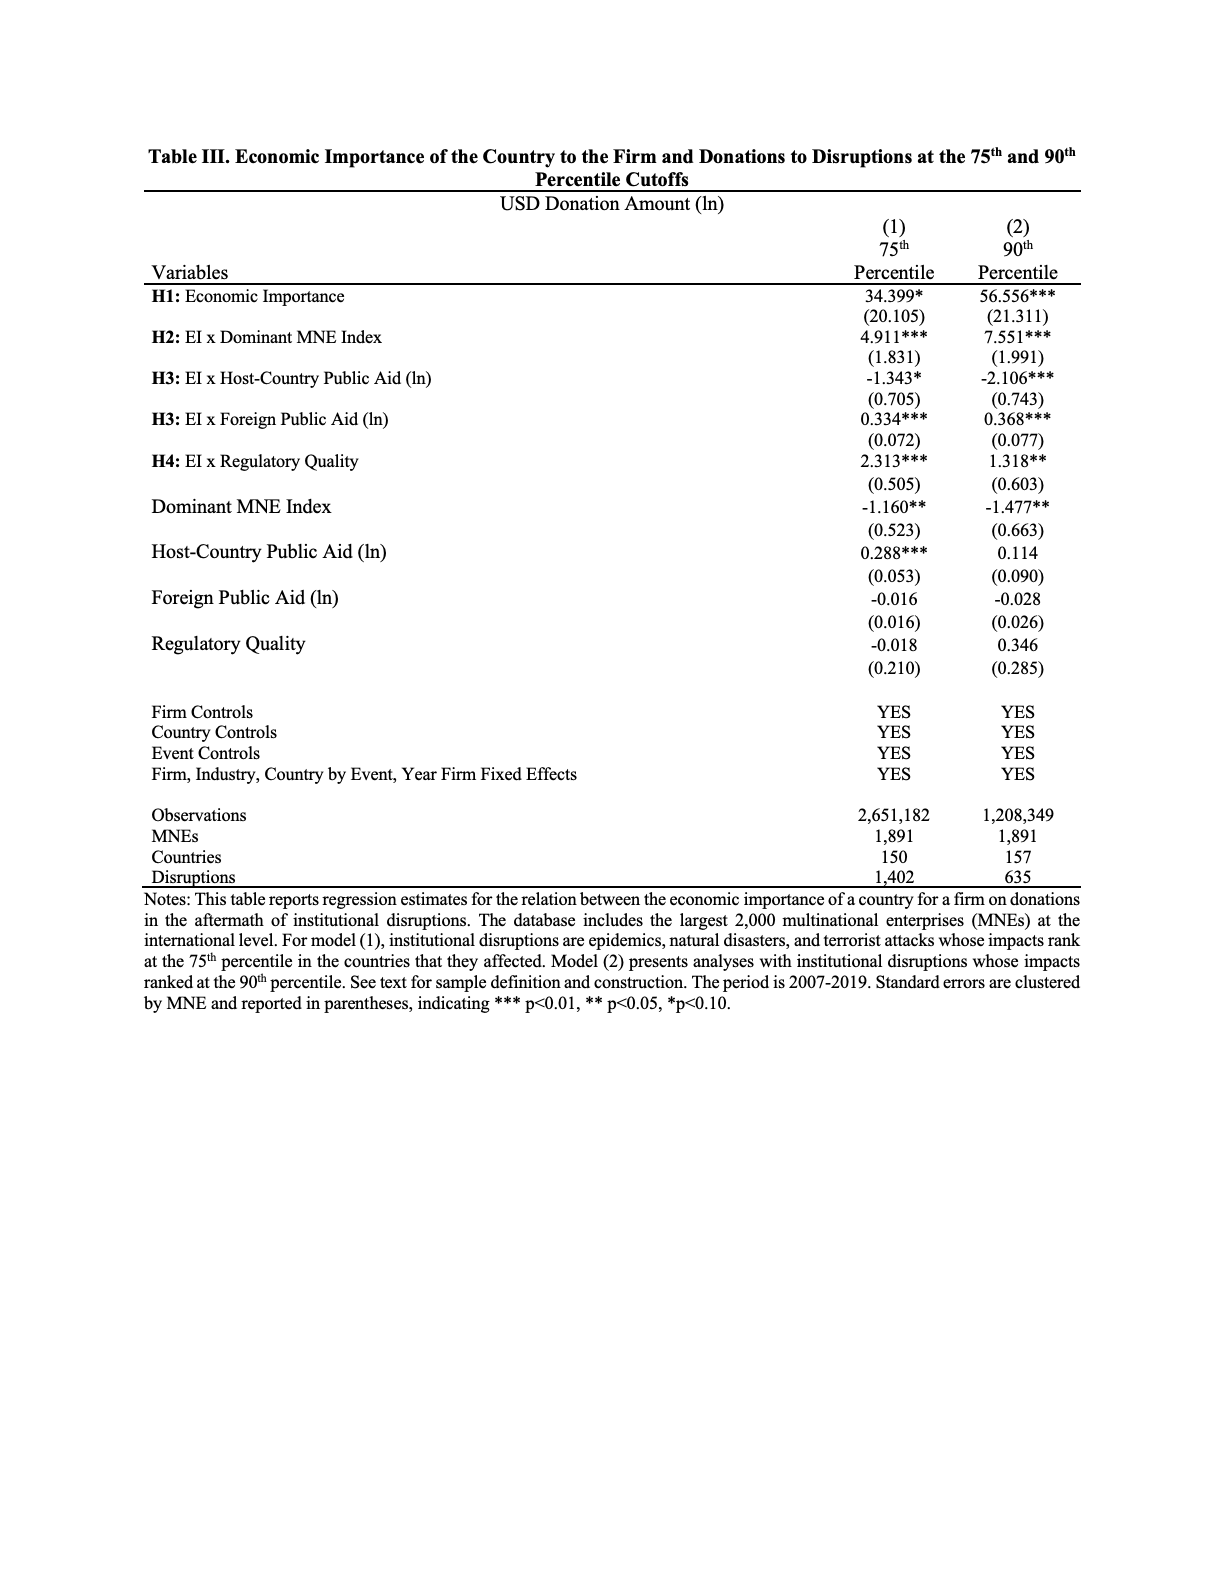 Table III. Economic Importance of the Country to the Firm and Donations to Disruptions at the 75th and 90th
Percentile Cutoffs
USD Donation Amount (ln)
(1) (2)
75th 90th
Variables Percentile Percentile
H1: Economic Importance 34.399* 56.556***
(20.105) (21.311)
H2: EI x Dominant MNE Index 4.911*** 7.551***
(1.831) (1.991)
H3: EI x Host-Country Public Aid (ln) -1.343* -2.106***
(0.705) (0.743)
H3: EI x Foreign Public Aid (ln) 0.334*** 0.368***
(0.072) (0.077)
H4: EI x Regulatory Quality 2.313*** 1.318**
(0.505) (0.603)
Dominant MNE Index -1.160** -1.477**
(0.523) (0.663)
Host-Country Public Aid (ln) 0.288*** 0.114
(0.053) (0.090)
Foreign Public Aid (ln) -0.016 -0.028
(0.016) (0.026)
Regulatory Quality -0.018 0.346
(0.210) (0.285)
Firm Controls YES YES
Country Controls YES YES
Event Controls YES YES
Firm, Industry, Country by Event, Year Firm Fixed Effects YES YES
Observations 2,651,182 1,208,349
MNEs 1,891 1,891
Countries 150 157
Disruptions 1,402 635
Notes: This table reports regression estimates for the relation between the economic importance of a country for a firm on donations
in the aftermath of institutional disruptions. The database includes the largest 2,000 multinational enterprises (MNEs) at the
international level. For model (1), institutional disruptions are epidemics, natural disasters, and terrorist attacks whose impacts rank
at the 75th percentile in the countries that they affected. Model (2) presents analyses with institutional disruptions whose impacts
ranked at the 90th percentile. See text for sample definition and construction. The period is 2007-2019. Standard errors are clustered
by MNE and reported in parentheses, indicating *** p<0.01, ** p<0.05, *p<0.10.